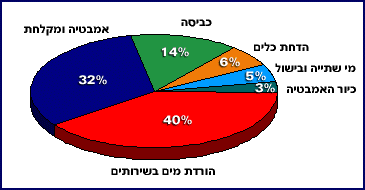 כביסה
אמבטיה ומקלחת
הדחת כלים
מי שתייה ובישול
כיור האמבטיה
הורדת מים בשירותים
14%
6%
5%
3%
32%
40%